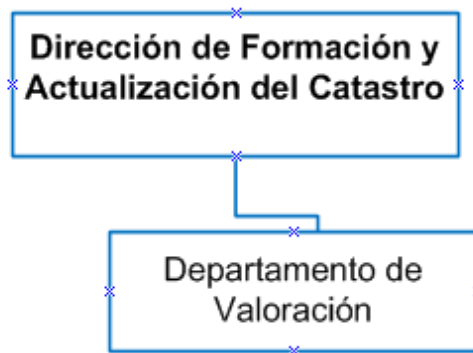 Dirección de Formación y
Actualización del Catastro
Departamento de
Valoración